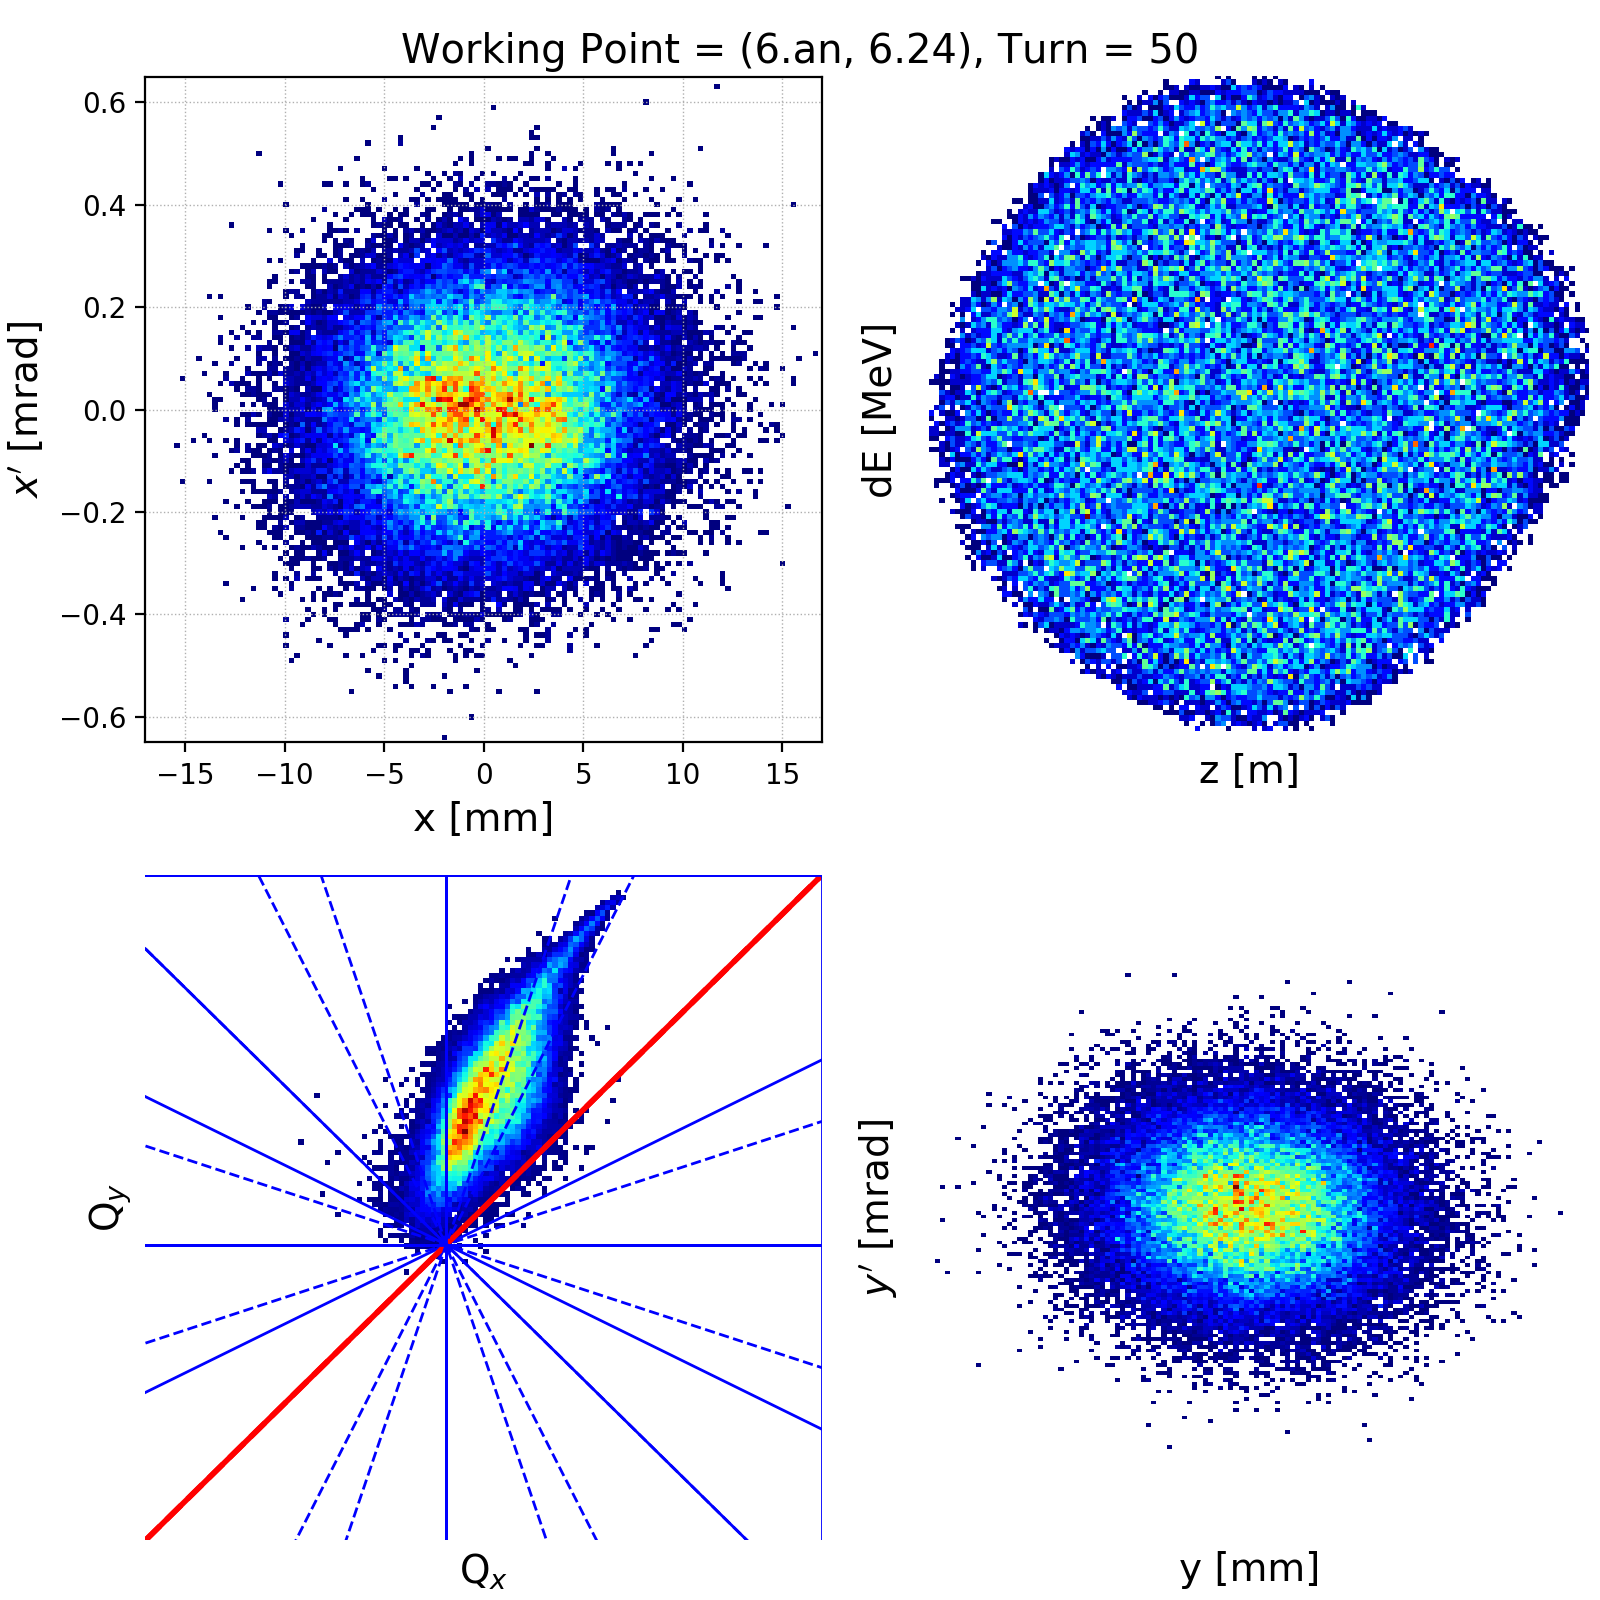 Working Point = (6.an, 6.24), Turn = 50
0.6
0.4
0.2
0.0
−0.2
−0.4
−0.6
x′ [mrad]
−15 −10 −5 0 5 10 15
x [mm]
dE [MeV]
z [m]
Qy
Qx
y′ [mrad]
y [mm]